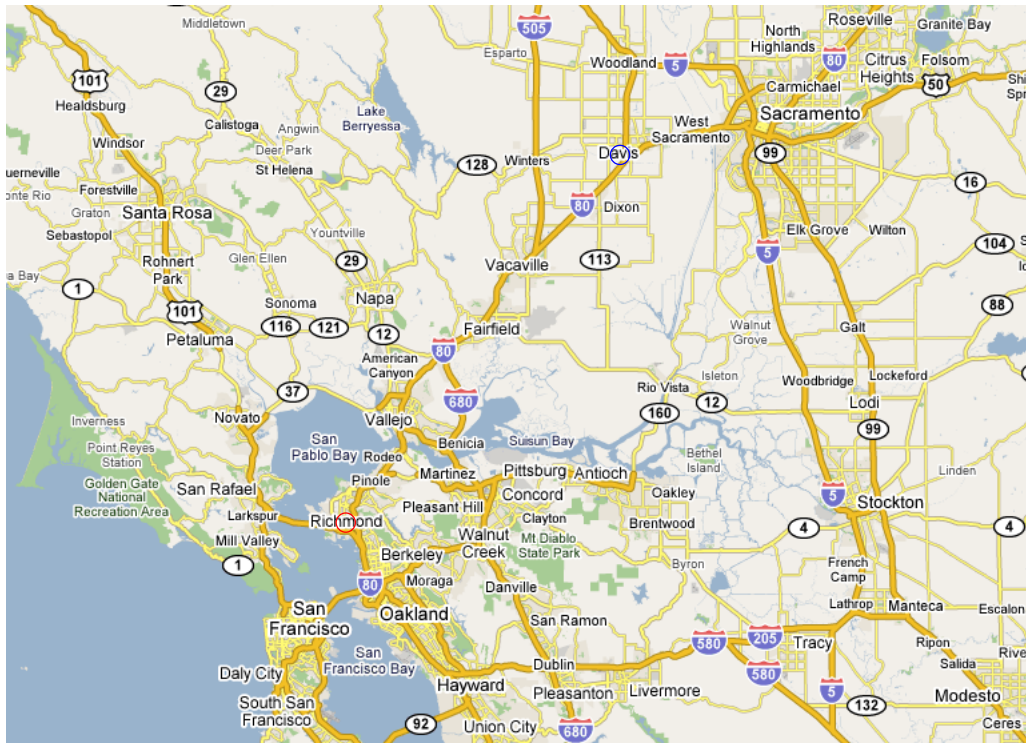 Middletown
505
Roseville
Granite Bay
North
Highlands
80
Citrus
Heights
Folsom
Esparto
Woodland
5
101
29
Healdsburg
Lake
Berryessa
Carmichael
50
Shi
Spr
Sacramento
Calistoga
Angwin
Deer Park
St Helena
West
Sacramento
Windsor
128
Winters
Davis
99
uerneville
Forestville
onte Rio
Graton
Santa Rosa
Sebastopol
16
80
Dixon
Yountville
Elk Grove
Wilton
104
a Bay
Rohnert
Park
Glen Ellen
29
Vacaville
113
5
1
Sonoma
Napa
88
101
116
121
12
Petaluma
Fairfield
Walnut
Grove
Galt
80
American
Canyon
37
680
Rio Vista
Isleton
Woodbridge
Lockeford
12
Lodi
160
Novato
Vallejo
Inverness
Point Reyes
Station
San
Pablo Bay
Benicia
Suisun Bay
99
Rodeo
Bethel
Island
Golden Gate
National
Recreation Area
San Rafael
Pinole
Martinez
Pittsburg
Antioch
Linden
Concord
Oakley
5
Stockton
Larkspur
Richmond
Pleasant Hill
Clayton
Brentwood
4
4
Mill Valley
Walnut
Creek
Mt Diablo
State Park
Berkeley
Byron
French
Camp
1
80
Moraga
Danville
San
Francisco
Oakland
San Ramon
Lathrop
Manteca
Escalon
580
205
Tracy
Ripon
San
Francisco Bay
Daly City
Dublin
Salida
Rive
Hayward
Pleasanton
Livermore
580
5
132
Modesto
South San
Francisco
92
Union City
680
Ceres